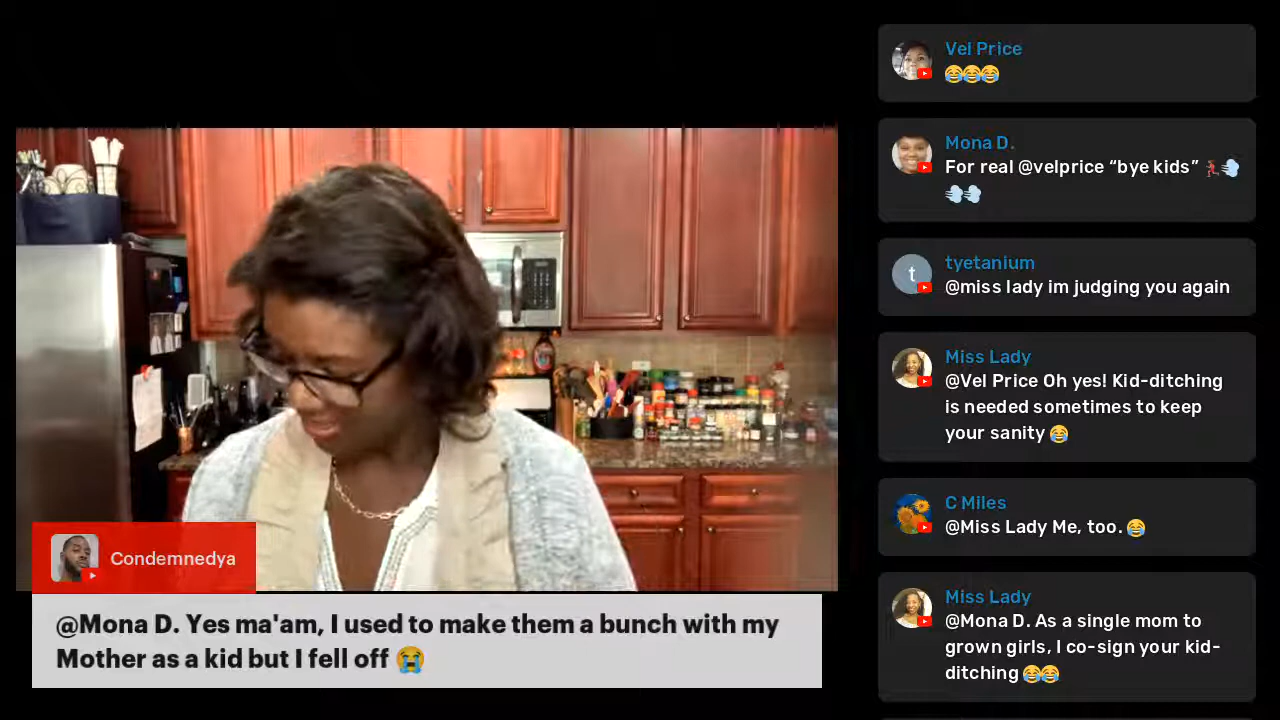 Vel Price
😂😂😂
Mona D.
For real @velprice “bye kids” 🏃🏿‍♀️💨
💨💨
t
tyetanium
@miss lady im judging you again
Miss Lady
@Vel Price Oh yes! Kid-ditching
is needed sometimes to keep
your sanity 😂
C Miles
@Miss Lady Me, too. 😂
Miss Lady
@Mona D. As a single mom to
grown girls, I co-sign your kid-
ditching 😂😂
Condemnedya
@Mona D. Yes ma'am, I used to make them a bunch with my
Mother as a kid but I fell off 😭